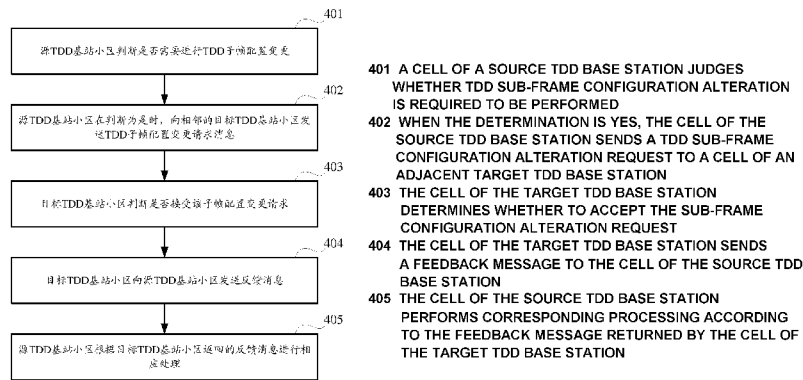 401
源TDD基站小区判断是否需要进行TDD子帧配置变更
402
源TDD基站小区在判断为是时，向相邻的目标TDD基站小区发
送TDD子帧配置变更请求消息
403
目标TDD基站小区判断是否接受该子帧配置变更请求
404
目标TDD基站小区向源TDD基站小区发送反馈消息
405
源TDD基站小区根据目标TDD基站小区返回的反馈消息进行相
应处理
401 A CELL OF A SOURCE TDD BASE STATION JUDGES
WHETHER TDD SUB-FRAME CONFIGURATION ALTERATION
IS REQUIRED TO BE PERFORMED
402 WHEN THE DETERMINATION IS YES, THE CELL OF THE
SOURCE TDD BASE STATION SENDS A TDD SUB-FRAME
CONFIGURATION ALTERATION REQUEST TO A CELL OF AN
ADJACENT TARGET TDD BASE STATION
403 THE CELL OF THE TARGET TDD BASE STATION
DETERMINES WHETHER TO ACCEPT THE SUB-FRAME
CONFIGURATION ALTERATION REQUEST
404 THE CELL OF THE TARGET TDD BASE STATION SENDS
A FEEDBACK MESSAGE TO THE CELL OF THE SOURCE TDD
BASE STATION
405 THE CELL OF THE SOURCE TDD BASE STATION
PERFORMS CORRESPONDING PROCESSING ACCORDING
TO THE FEEDBACK MESSAGE RETURNED BY THE CELL OF
THE TARGET TDD BASE STATION